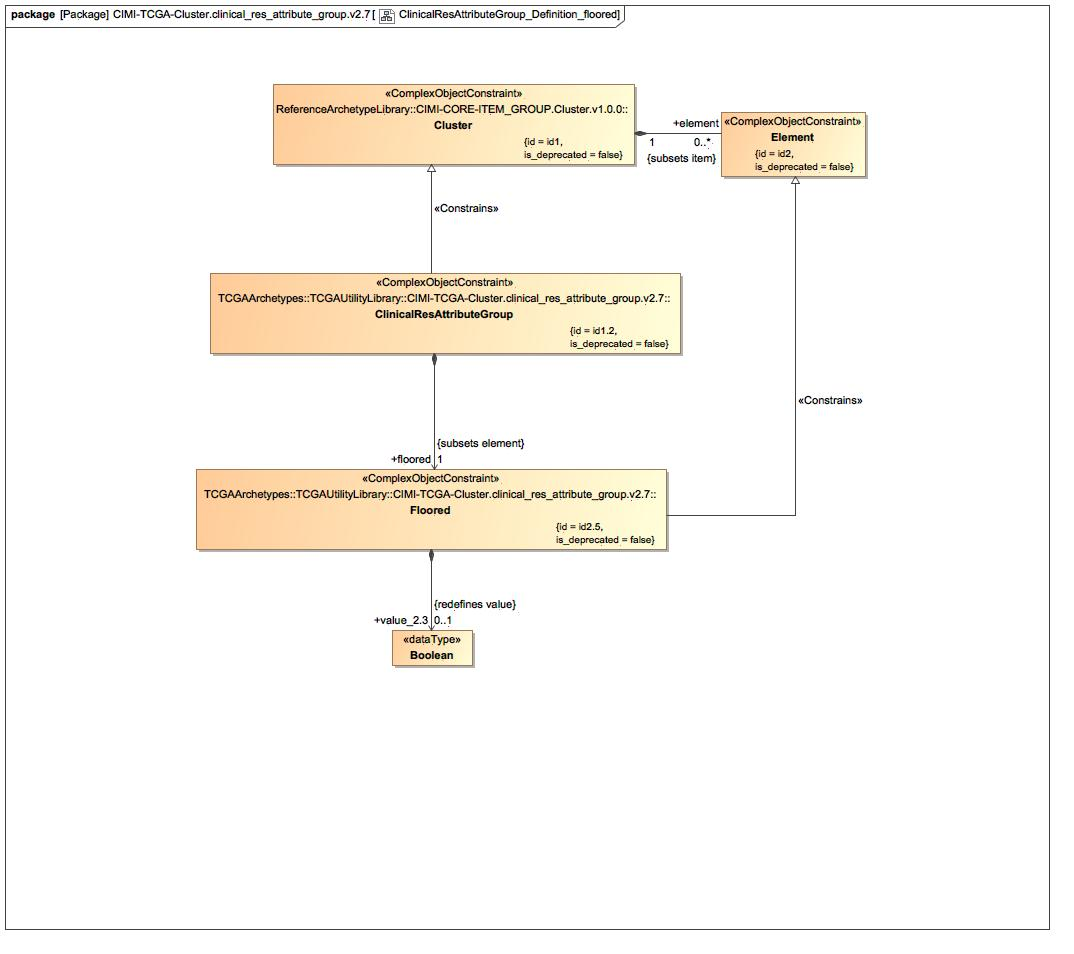 package [Package] CIMI-TCGA-Cluster.clinical_res_attribute_group.v2.7 [ ClinicalResAttributeGroup_Definition_floored]
«ComplexObjectConstraint»
ReferenceArchetypeLibrary::CIMI-CORE-ITEM_GROUP.Cluster.v1.0.0::
Cluster
{id = id1,
is_deprecated = false}
+element
1 0..*
{subsets item}
«ComplexObjectConstraint»
Element
{id = id2,
is_deprecated = false}
«Constrains»
«ComplexObjectConstraint»
TCGAArchetypes::TCGAUtilityLibrary::CIMI-TCGA-Cluster.clinical_res_attribute_group.v2.7::
ClinicalResAttributeGroup
{id = id1.2,
is_deprecated = false}
«Constrains»
{subsets element}
+floored 1
«ComplexObjectConstraint»
TCGAArchetypes::TCGAUtilityLibrary::CIMI-TCGA-Cluster.clinical_res_attribute_group.v2.7::
Floored
{id = id2.5,
is_deprecated = false}
{redefines value}
+value_2.3 0..1
«dataType»
Boolean